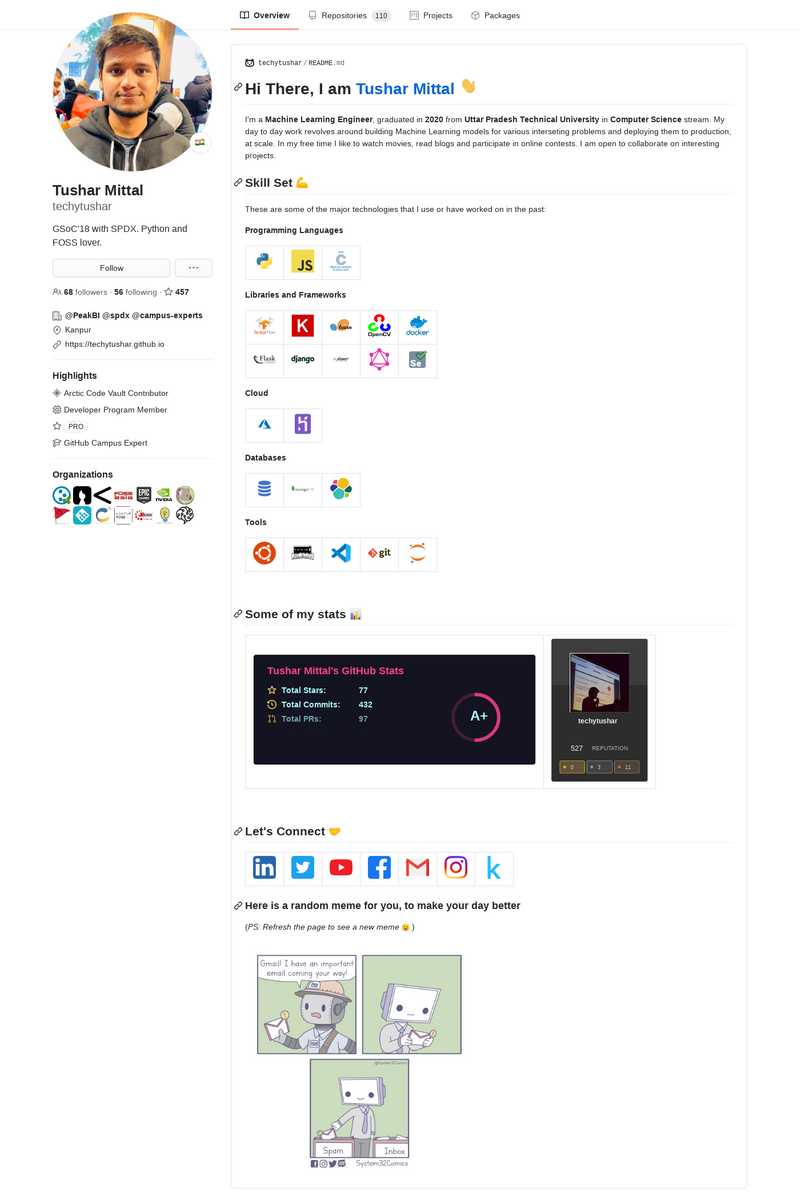 Overview
Repositories 110
Projects
Packages
Tushar Mittal
techytushar
GSoC'18 with SPDX. Python and
FOSS lover.
Follow
...
68 followers · 56 following · 457
@PeakBI @spdx @campus-experts
Kanpur
https://techytushar.github.io
Highlights
Arctic Code Vault Contributor
Developer Program Member
PRO
GitHub Campus Expert
Organizations
EPIC
NVIDIA
techytushar / README.md
Hi There, I am Tushar Mittal 👋
I'm a Machine Learning Engineer, graduated in 2020 from Uttar Pradesh Technical University in Computer Science stream. My
day to day work revolves around building Machine Learning models for various interseting problems and deploying them to production,
at scale. In my free time I like to watch movies, read blogs and participate in online contests. I am open to collaborate on interesting
projects.
Skill Set 💪
These are some of the major technologies that I use or have worked on in the past:
Programming Languages
JS
C
Libraries and Frameworks
TensorFlow
K
learn
OpenCV
docker
Flask
django
Se
Cloud
Databases
Tools
git
Some of my stats 📊
Tushar Mittal's GitHub Stats
Total Stars: 77
Total Commits: 432
Total PRs: 97
A+
techytushar
527 REPUTATION
0
3
11
Let's Connect 🤝
in
k
Here is a random meme for you, to make your day better
(PS: Refresh the page to see a new meme 😉 )
Gmail! I have an important
email coming your way!
@System32Comics
Spam
Inbox
System32Comics